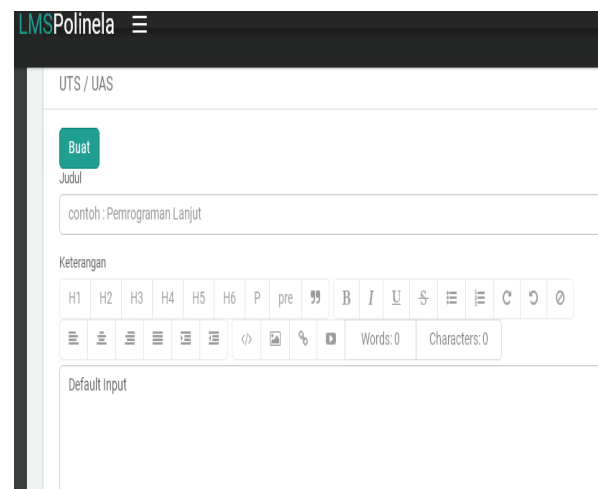 LMSPolinela
UTS / UAS
Buat
Judul
contoh : Pemrograman Lanjut
Keterangan
H1 H2 H3 H4 H5 H6 P pre B I U S
Words: 0 Characters: 0
Default Input